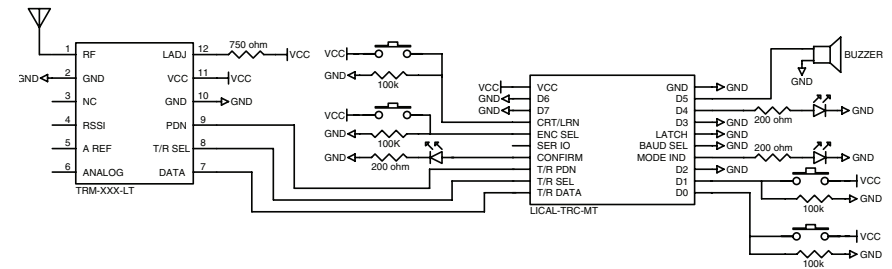 1 RF LADJ 12 750 ohm VCC
GND 2 GND VCC 11 VCC
3 NC GND 10 GND
4 RSSI PDN 9
5 A REF T/R SEL 8
6 ANALOG DATA 7
TRM-XXX-LT
VCC
GND 100k
VCC
GND 100K
GND 200 ohm
VCC VCC GND GND
GND D6 D5
GND D7 D4
CRT/LRN D3 GND
ENC SEL LATCH GND
SER IO BAUD SEL GND
CONFIRM MODE IND
T/R PDN D2 GND
T/R SEL D1
T/R DATA D0
LICAL-TRC-MT
BUZZER
GND
200 ohm GND
200 ohm GND
VCC
100k GND
VCC
100k GND